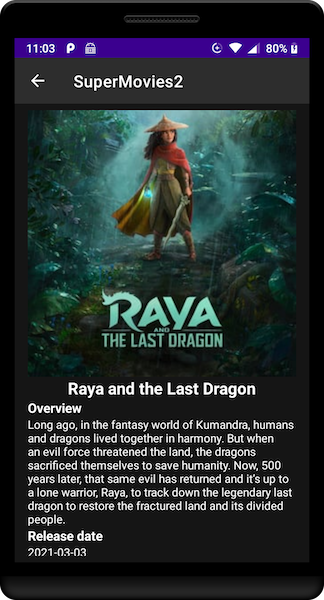 11:03
80%
SuperMovies2
RAYA
AND
THE LAST DRAGON
Raya and the Last Dragon
Overview
Long ago, in the fantasy world of Kumandra, humans
and dragons lived together in harmony. But when
an evil force threatened the land, the dragons
sacrificed themselves to save humanity. Now, 500
years later, that same evil has returned and it's up to
a lone warrior, Raya, to track down the legendary last
dragon to restore the fractured land and its divided
people.
Release date
2021-03-03